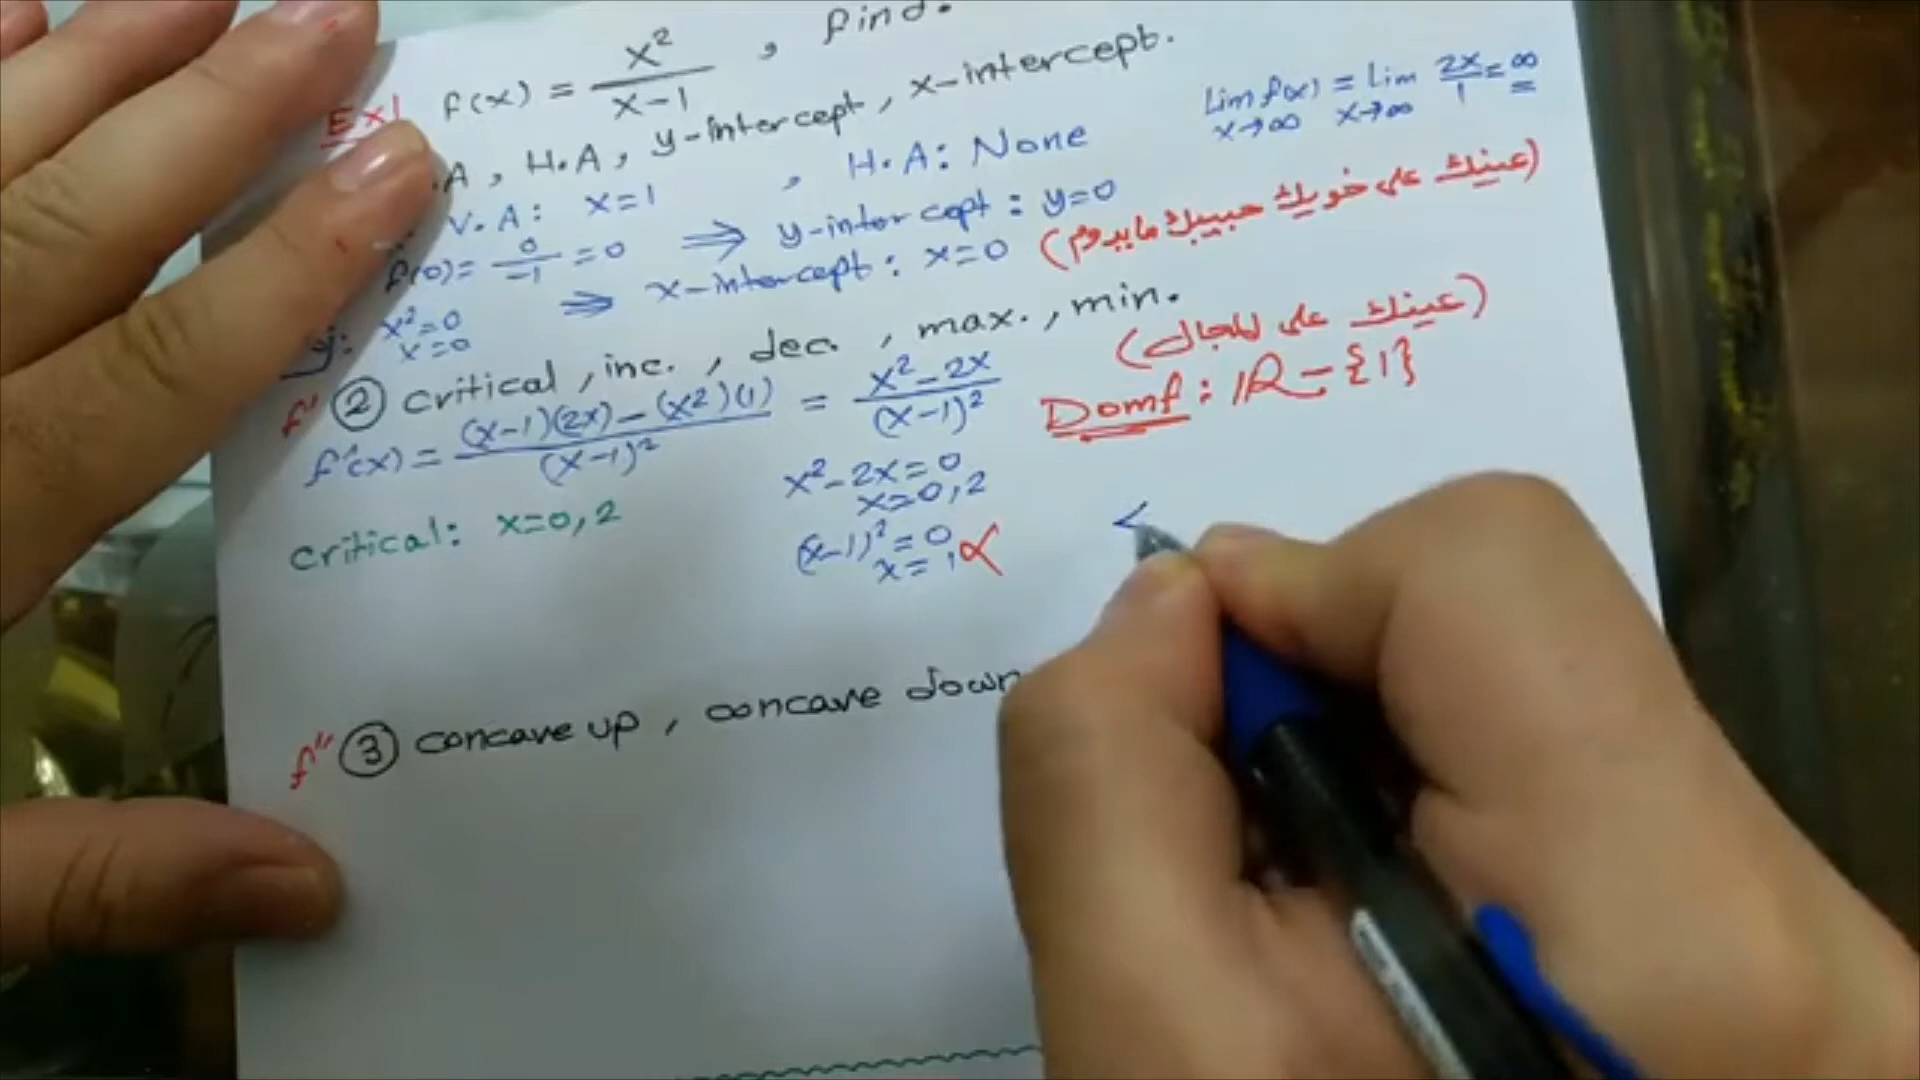 Ex1 f(x) = x²/(x-1) , find.
.A , H.A , y-intercept , x-intercept.
V.A: x=1 , H.A: None
lim f(x) = lim 2x/1 = ∞
x→∞ x→∞
f(0) = 0/-1 = 0 ⇒ y-intercept : y=0
y: x²=0 ⇒ x-intercept : x=0 (عينك على خويك حبيبك مايدوم)
x=0
f' ② critical , inc. , dec. , max. , min.
(عينك على المجال)
f'(x) = ((x-1)(2x) - (x²)(1))/(x-1)² = (x²-2x)/(x-1)²
Domf : IR - {1}
x²-2x=0
x=0,2
critical: x=0,2
(x-1)²=0
x=1
<
f" ③ concave up , concave down